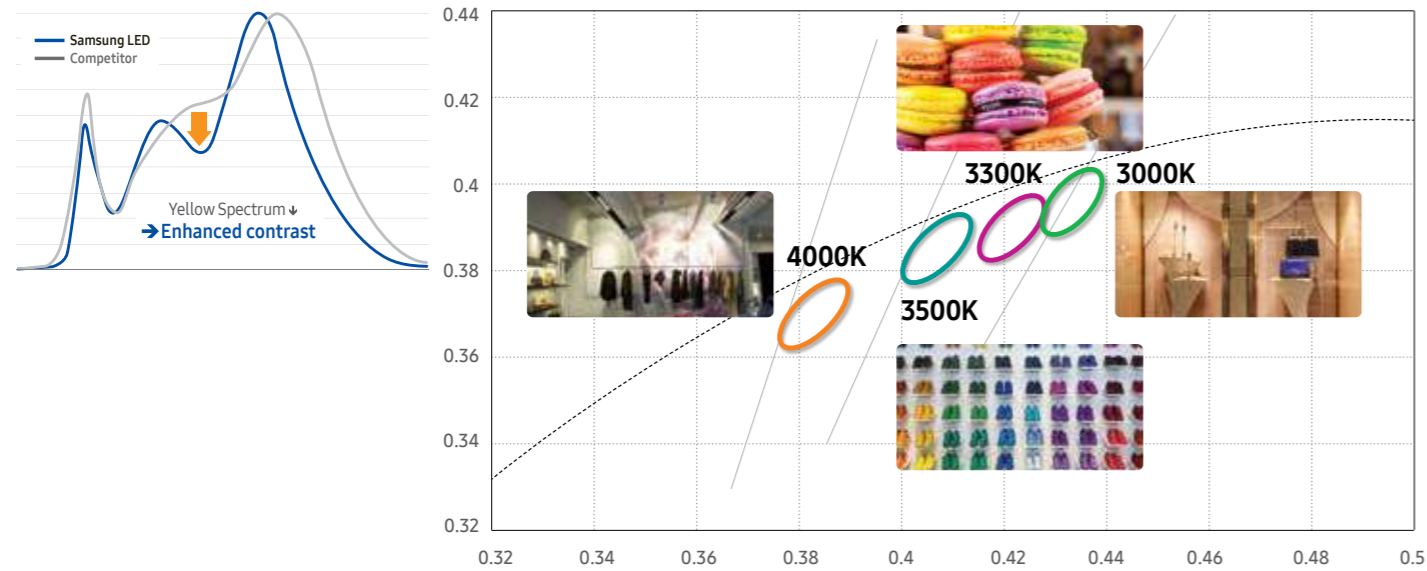 Samsung LED
Competitor
Yellow Spectrum ↓
➔ Enhanced contrast
0.44
0.42
0.4
0.38
0.36
0.34
0.32
0.32 0.34 0.36 0.38 0.4 0.42 0.44 0.46 0.48 0.5
3300K
3000K
4000K
3500K